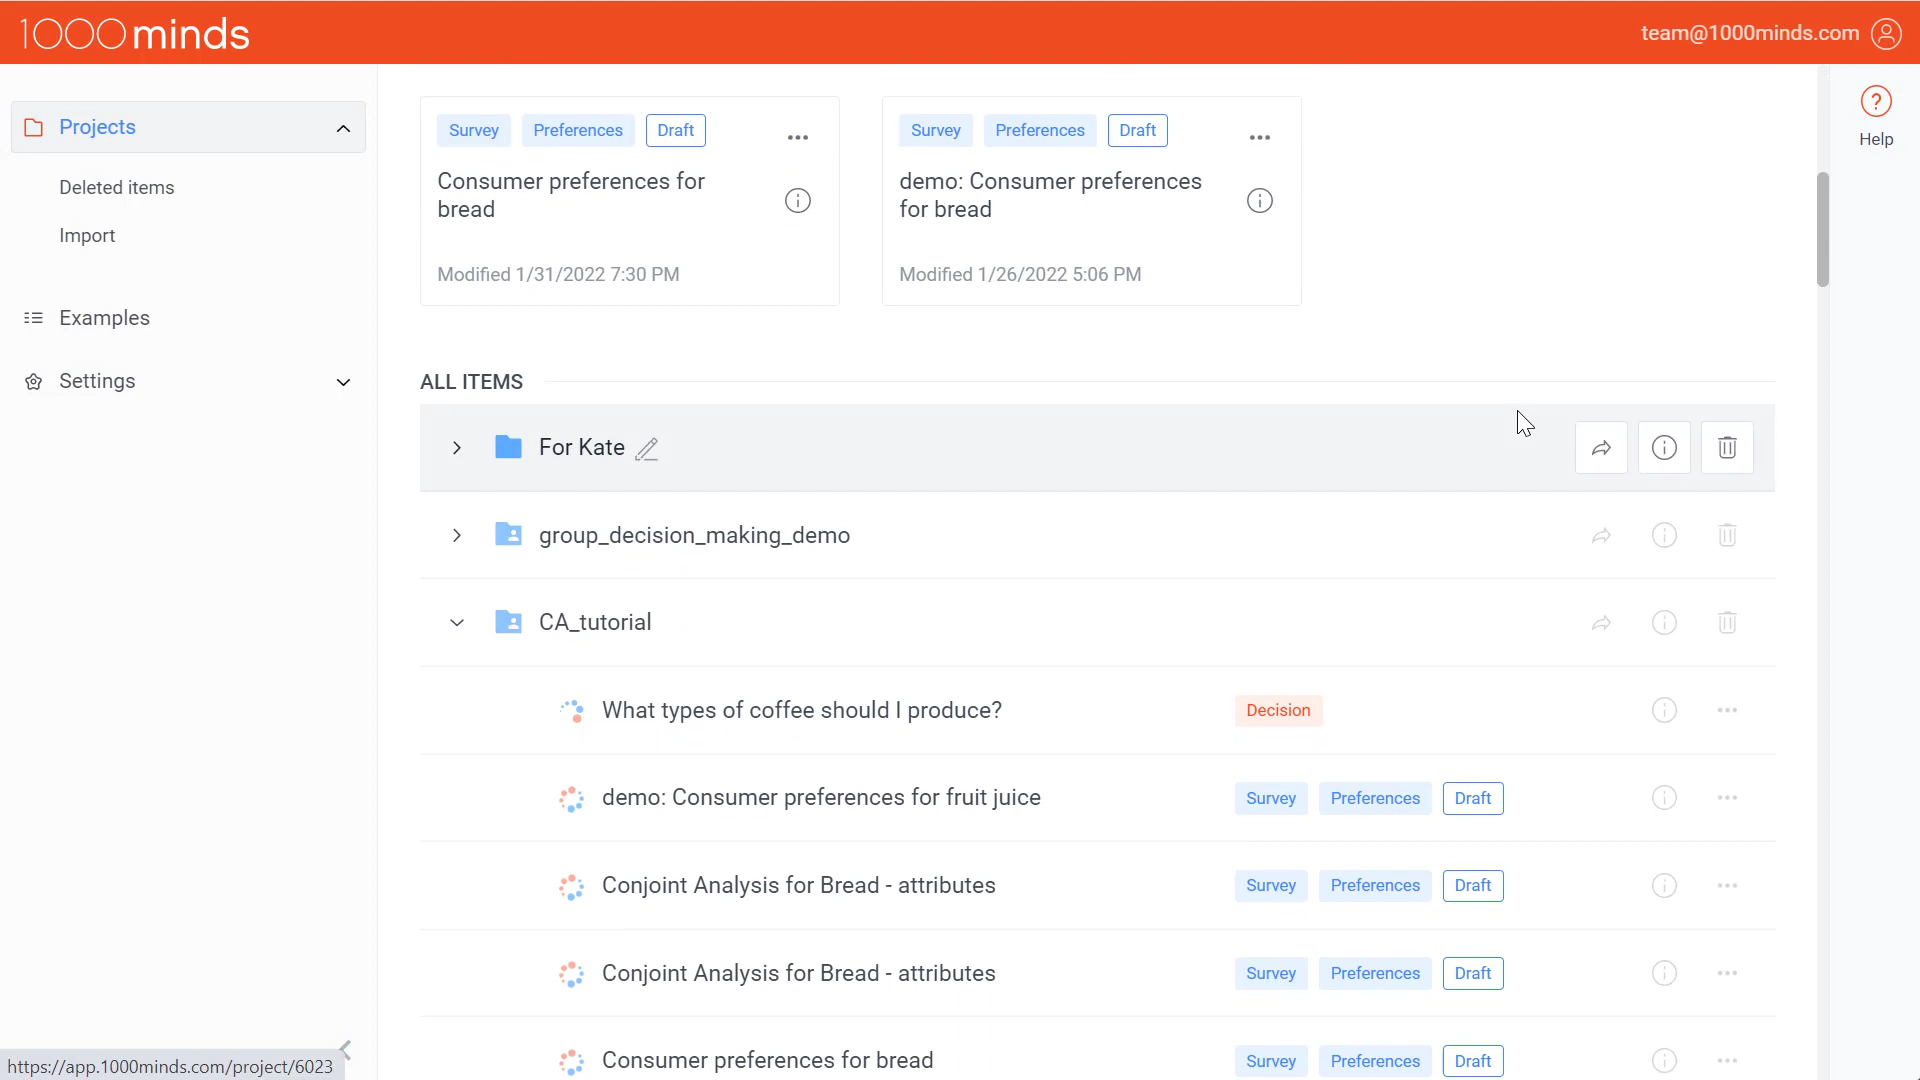 1000minds
team@1000minds.com
Projects
Deleted items
Import
Examples
Settings
Help
Survey Preferences Draft
Consumer preferences for
bread
Modified 1/31/2022 7:30 PM
Survey Preferences Draft
demo: Consumer preferences
for bread
Modified 1/26/2022 5:06 PM
ALL ITEMS
For Kate
group_decision_making_demo
CA_tutorial
What types of coffee should I produce? Decision
demo: Consumer preferences for fruit juice Survey Preferences Draft
Conjoint Analysis for Bread - attributes Survey Preferences Draft
Conjoint Analysis for Bread - attributes Survey Preferences Draft
Consumer preferences for bread Survey Preferences Draft
https://app.1000minds.com/project/6023